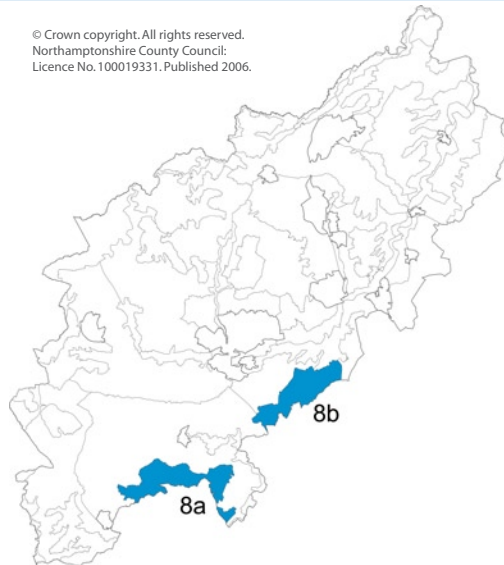 © Crown copyright. All rights reserved.
Northamptonshire County Council:
Licence No. 100019331. Published 2006.
8b
8a